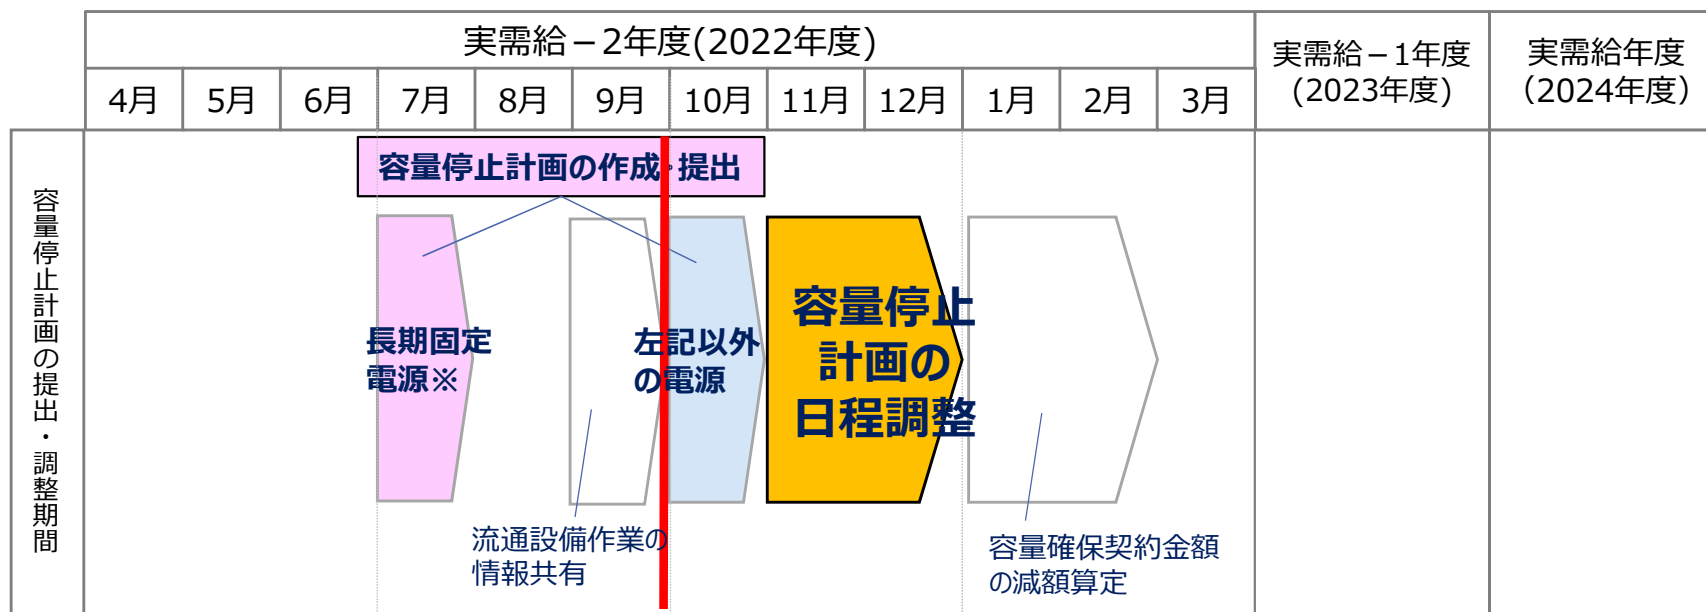 実需給－2年度(2022年度)
実需給－1年度
(2023年度)
実需給年度
（2024年度）
4月
5月
6月
7月
8月
9月
10月
11月
12月
1月
2月
3月
容量停止計画の提出・調整期間
容量停止計画の作成・提出
長期固定
電源※
左記以外
の電源
容量停止
計画の
日程調整
流通設備作業の
情報共有
容量確保契約金額
の減額算定